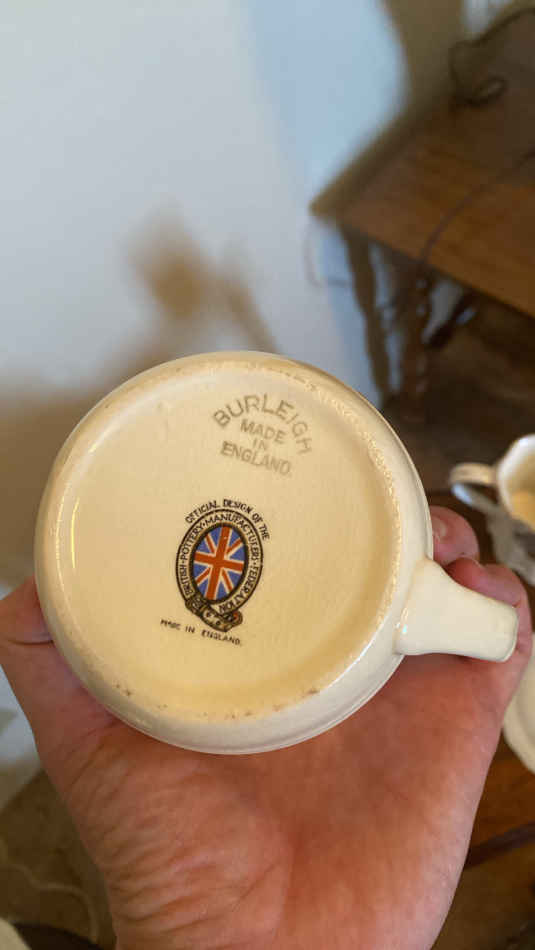 BURLEIGH
MADE
IN
ENGLAND.
OFFICIAL DESIGN OF THE
BRITISH·POTTERY·MANUFACTURERS·FEDERATION
MADE IN ENGLAND.